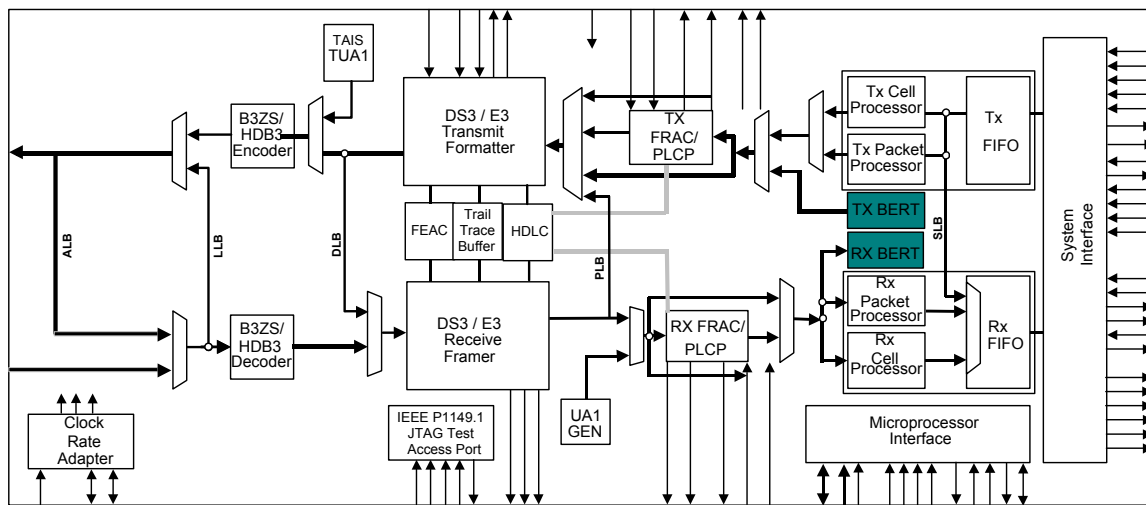 TAIS
TUA1
B3ZS/
HDB3
Encoder
DS3 / E3
Transmit
Formatter
TX
FRAC/
PLCP
Tx Cell
Processor
Tx Packet
Processor
Tx
FIFO
TX BERT
RX BERT
System
Interface
FEAC
Trail
Trace
Buffer
HDLC
ALB
LLB
DLB
PLB
SLB
B3ZS/
HDB3
Decoder
DS3 / E3
Receive
Framer
RX FRAC/
PLCP
UA1
GEN
Rx
Packet
Processor
Rx Cell
Processor
Rx
FIFO
Clock
Rate
Adapter
IEEE P1149.1
JTAG Test
Access Port
Microprocessor
Interface